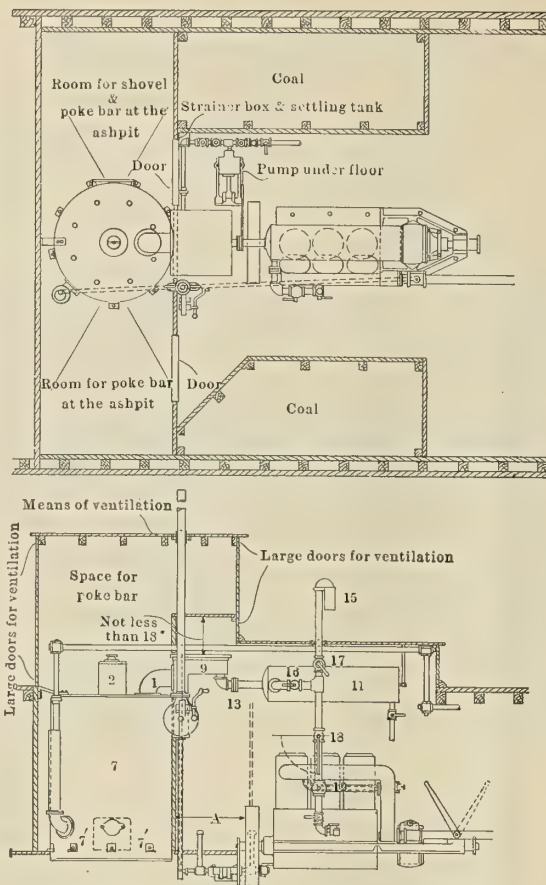 Room for shovel
&
poke bar at the
ashpit
Coal
Strainer box & settling tank
Door
Pump under floor
Room for poke bar
at the ashpit
Door
Coal
Means of ventilation
Large doors for ventilation
Large doors for ventilation
Space for
poke bar
Not less
than 18"
15
17
2
1
9
16
11
13
18
7
7'
7'
A